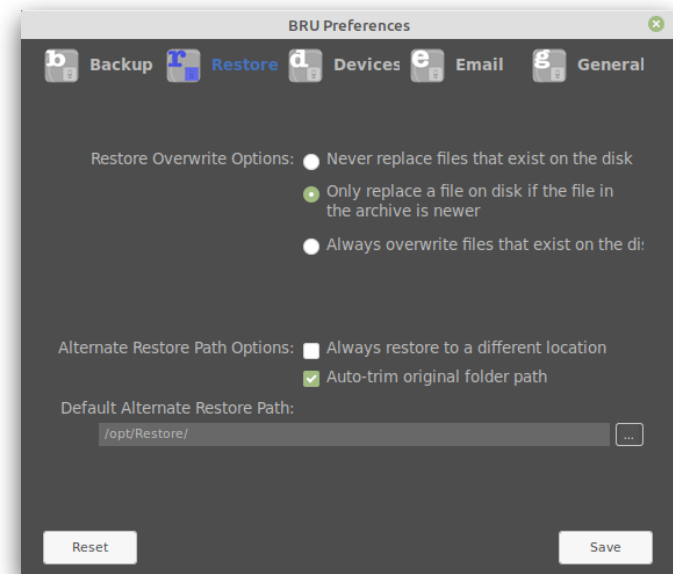 BRU Preferences
b Backup r Restore d Devices e Email g General
Restore Overwrite Options: Never replace files that exist on the disk
Only replace a file on disk if the file in
the archive is newer
Always overwrite files that exist on the
Alternate Restore Path Options: Always restore to a different location
Auto-trim original folder path
Default Alternate Restore Path:
/opt/Restore/
...
Reset Save